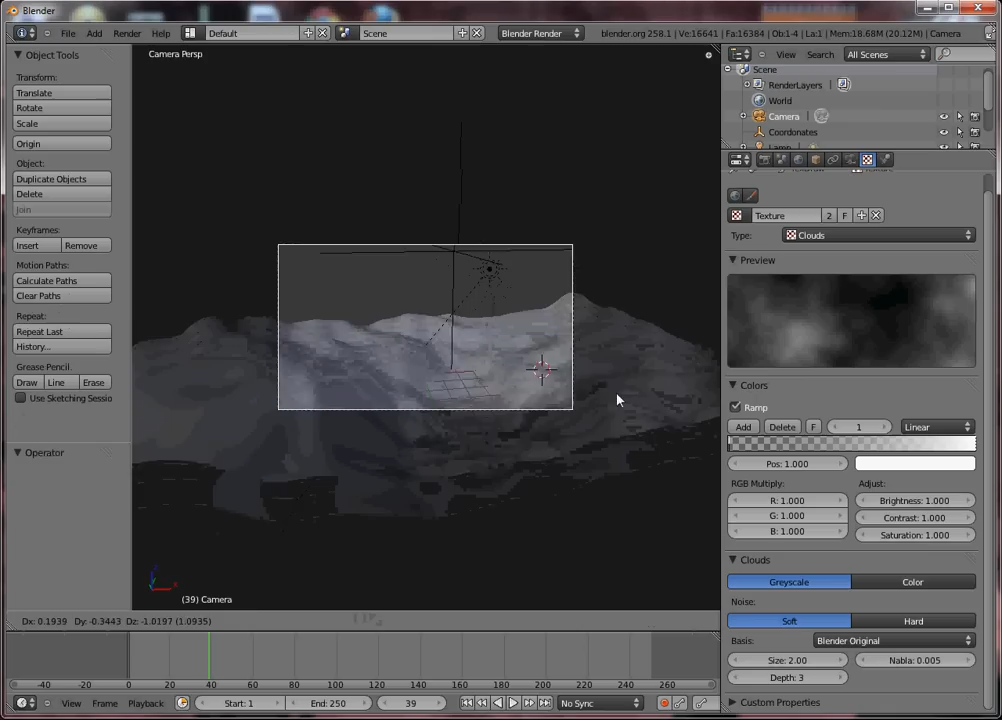 Blender
File Add Render Help Default Scene Blender Render blender.org 258.1 | Ve:16641 | Fa:16384 | Ob:1-4 | La:1 | Mem:18.68M (20.12M) | Camera
Object Tools
Transform:
Translate
Rotate
Scale
Origin
Object:
Duplicate Objects
Delete
Join
Keyframes:
Insert Remove
Motion Paths:
Calculate Paths
Clear Paths
Repeat:
Repeat Last
History...
Grease Pencil:
Draw Line Erase
Use Sketching Sessio
Operator
Camera Persp
(39) Camera
Dx: 0.1939 Dy: -0.3443 Dz: -1.0197 (1.0935)
-40 -20 0 20 40 60 80 100 120 140 160 180 200 220 240 260
View Frame Playback Start: 1 End: 250 39 No Sync
View Search All Scenes
Scene
RenderLayers
World
Camera
Coordonates
Texture 2 F
Type: Clouds
Preview
Colors
Ramp
Add Delete F 1 Linear
Pos: 1.000
RGB Multiply: Adjust:
R: 1.000 Brightness: 1.000
G: 1.000 Contrast: 1.000
B: 1.000 Saturation: 1.000
Clouds
Greyscale Color
Noise:
Soft Hard
Basis: Blender Original
Size: 2.00 Nabla: 0.005
Depth: 3
Custom Properties